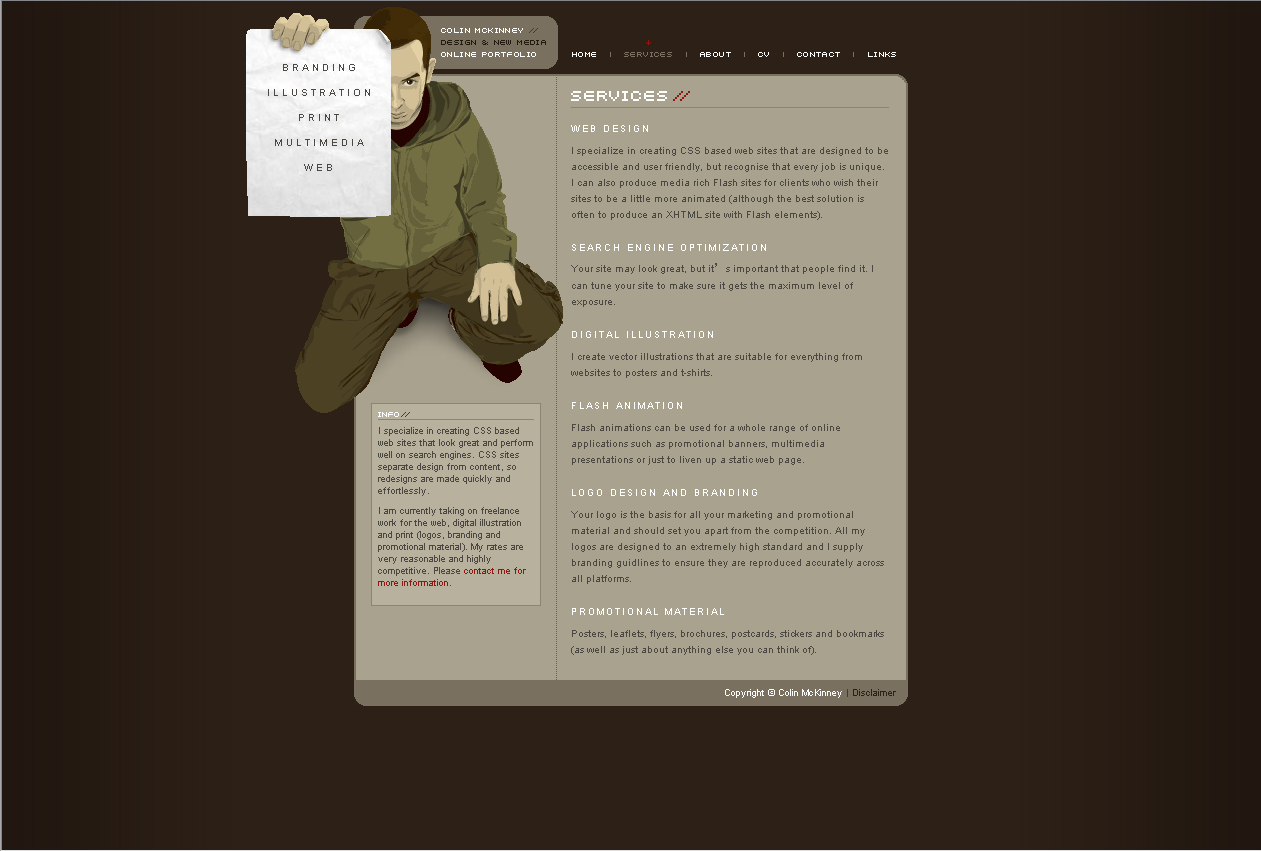 COLIN MCKINNEY //
DESIGN & NEW MEDIA
ONLINE PORTFOLIO
HOME | SERVICES | ABOUT | CV | CONTACT | LINKS
BRANDING
ILLUSTRATION
PRINT
MULTIMEDIA
WEB
SERVICES //
WEB DESIGN
I specialize in creating CSS based web sites that are designed to be
accessible and user friendly, but recognise that every job is unique.
I can also produce media rich Flash sites for clients who wish their
sites to be a little more animated (although the best solution is
often to produce an XHTML site with Flash elements).
SEARCH ENGINE OPTIMIZATION
Your site may look great, but it’s important that people find it. I
can tune your site to make sure it gets the maximum level of
exposure.
DIGITAL ILLUSTRATION
I create vector illustrations that are suitable for everything from
websites to posters and t-shirts.
FLASH ANIMATION
Flash animations can be used for a whole range of online
applications such as promotional banners, multimedia
presentations or just to liven up a static web page.
LOGO DESIGN AND BRANDING
Your logo is the basis for all your marketing and promotional
material and should set you apart from the competition. All my
logos are designed to an extremely high standard and I supply
branding guidlines to ensure they are reproduced accurately across
all platforms.
PROMOTIONAL MATERIAL
Posters, leaflets, flyers, brochures, postcards, stickers and bookmarks
(as well as just about anything else you can think of).
INFO //
I specialize in creating CSS based
web sites that look great and perform
well on search engines. CSS sites
separate design from content, so
redesigns are made quickly and
effortlessly.
I am currently taking on freelance
work for the web, digital illustration
and print (logos, branding and
promotional material). My rates are
very reasonable and highly
competitive. Please contact me for
more information.
Copyright © Colin McKinney | Disclaimer